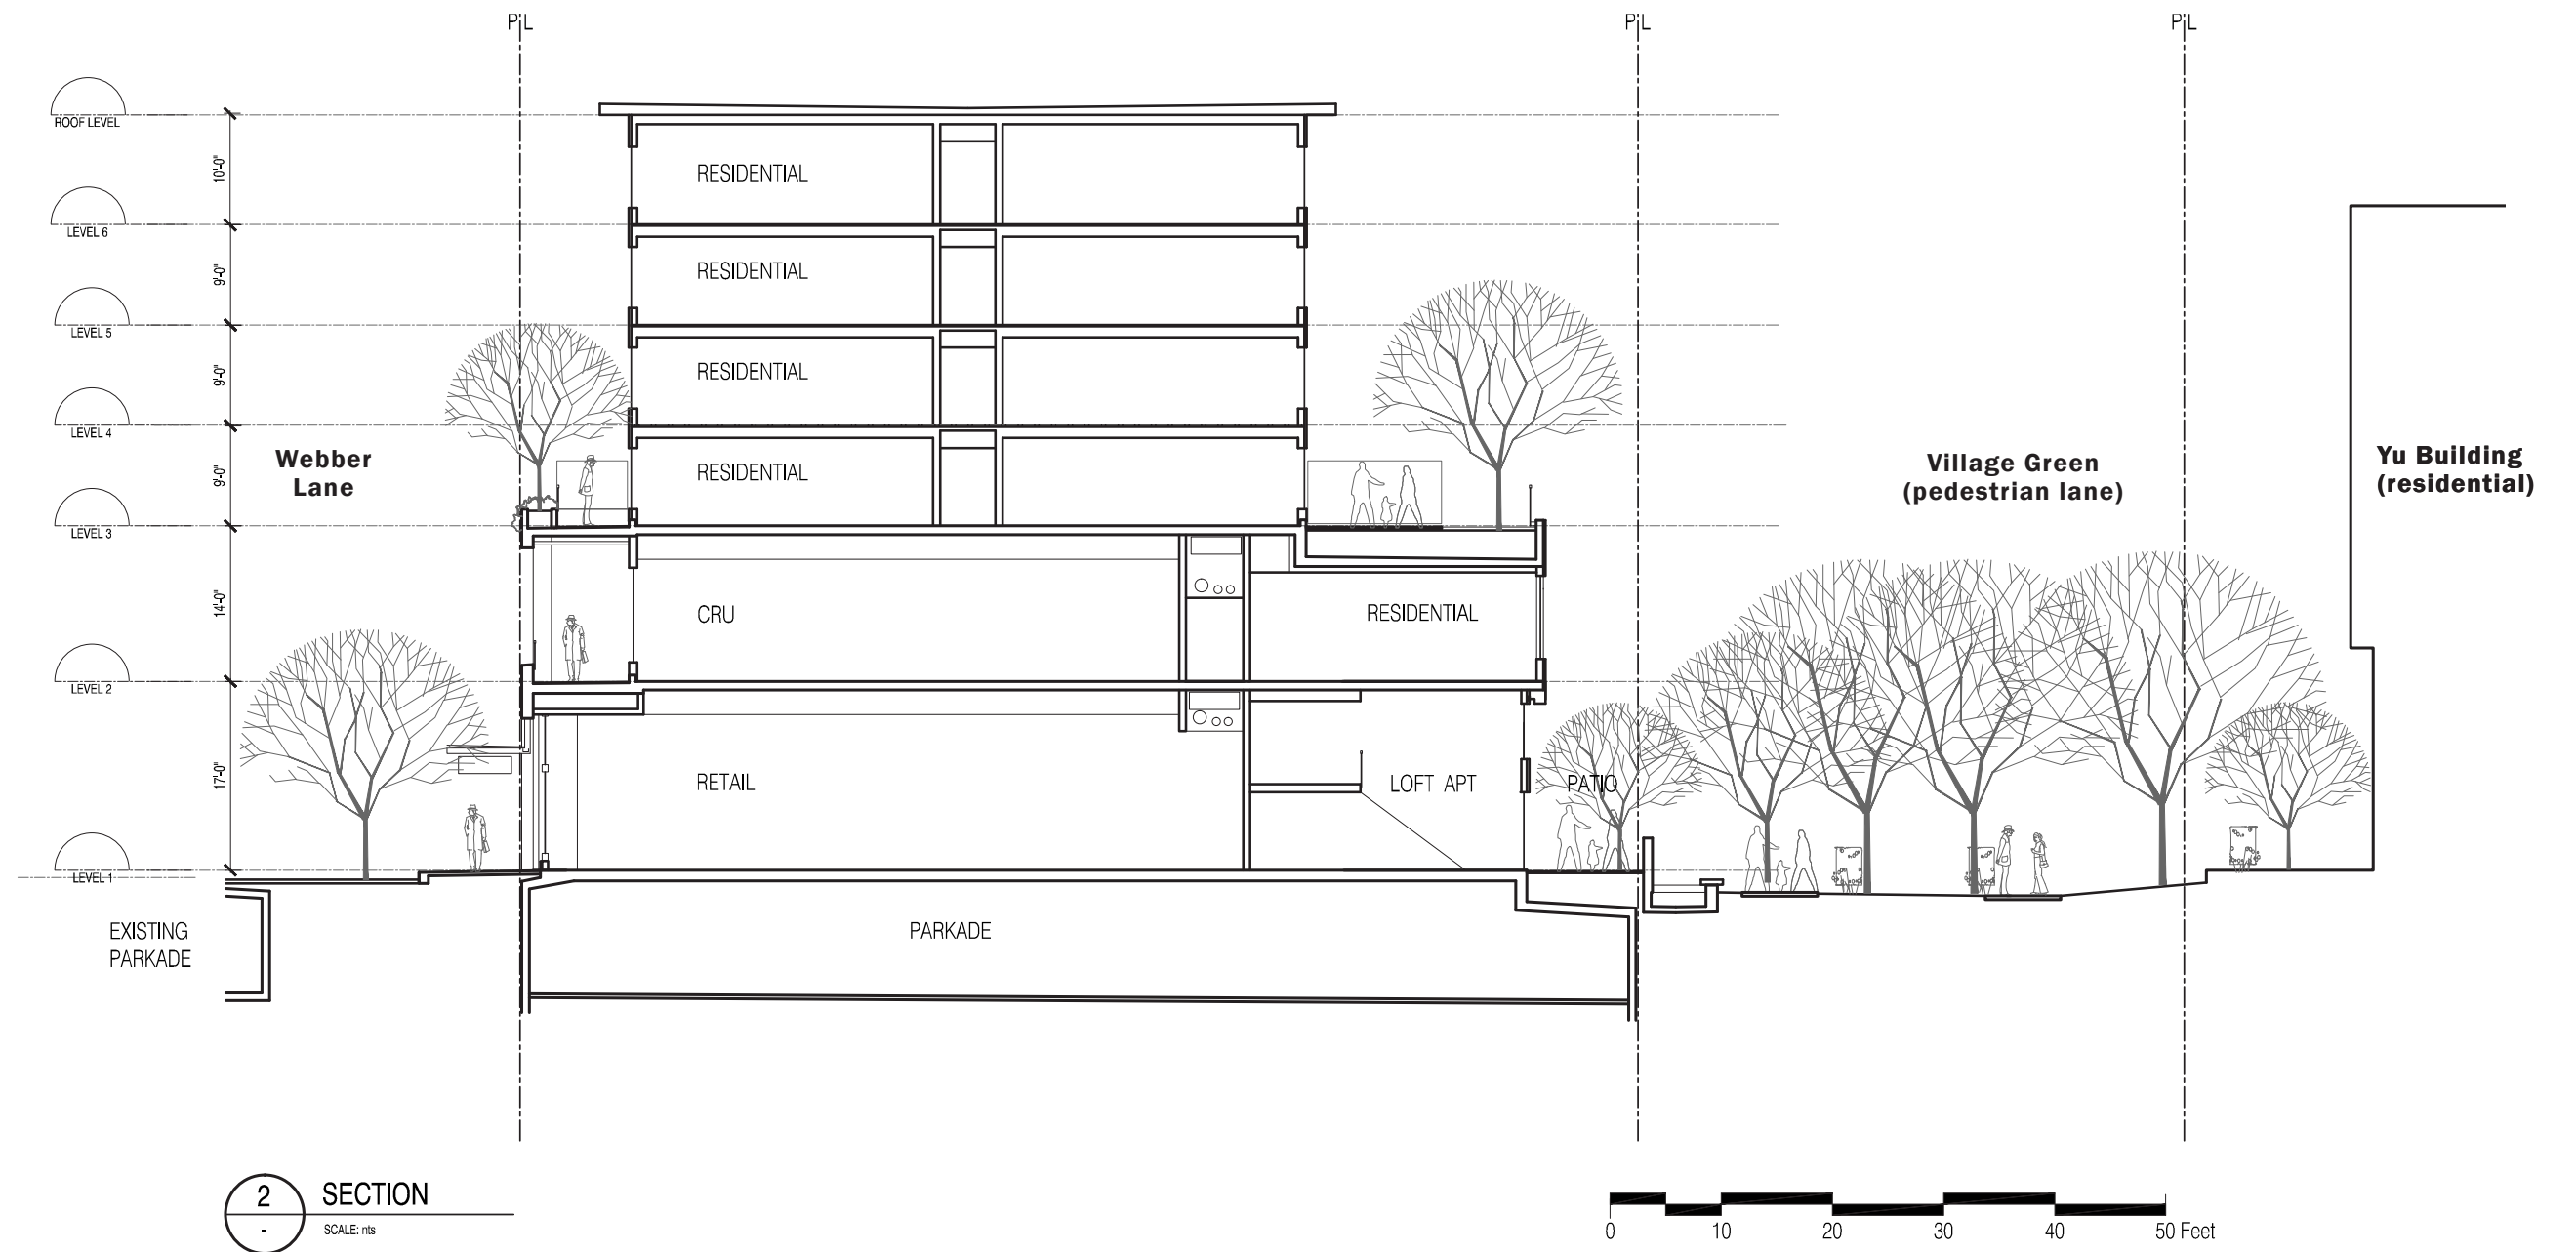 PL PL PL
ROOF LEVEL
10'-0"
RESIDENTIAL
LEVEL 6
9'-0"
RESIDENTIAL
LEVEL 5
9'-0"
RESIDENTIAL
LEVEL 4
Webber
Lane
9'-0"
RESIDENTIAL
Village Green
(pedestrian lane)
Yu Building
(residential)
LEVEL 3
14'-0"
CRU
RESIDENTIAL
LEVEL 2
17'-0"
RETAIL
LOFT APT
PATIO
LEVEL 1
EXISTING
PARKADE
PARKADE
2
-
SECTION
SCALE: nts
0 10 20 30 40 50 Feet